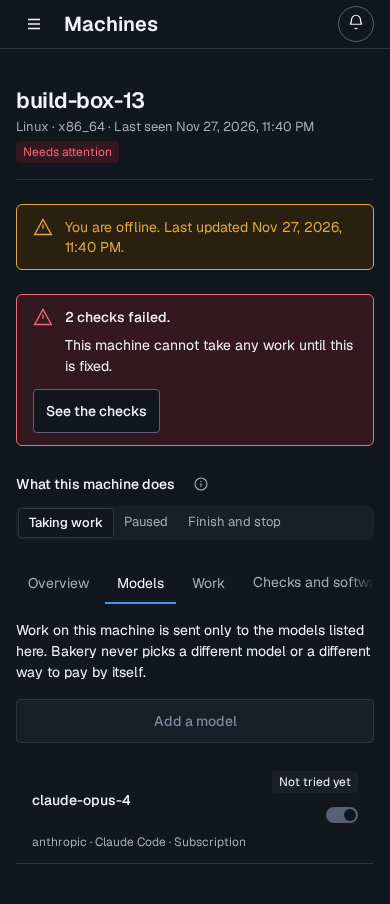 Machines
build-box-13
Linux · x86_64 · Last seen Nov 27, 2026, 11:40 PM
Needs attention
You are offline. Last updated Nov 27, 2026,
11:40 PM.
2 checks failed.
This machine cannot take any work until this
is fixed.
See the checks
What this machine does
Taking work
Paused
Finish and stop
Overview
Models
Work
Checks and softwa
Work on this machine is sent only to the models listed
here. Bakery never picks a different model or a different
way to pay by itself.
Add a model
Not tried yet
claude-opus-4
anthropic · Claude Code · Subscription